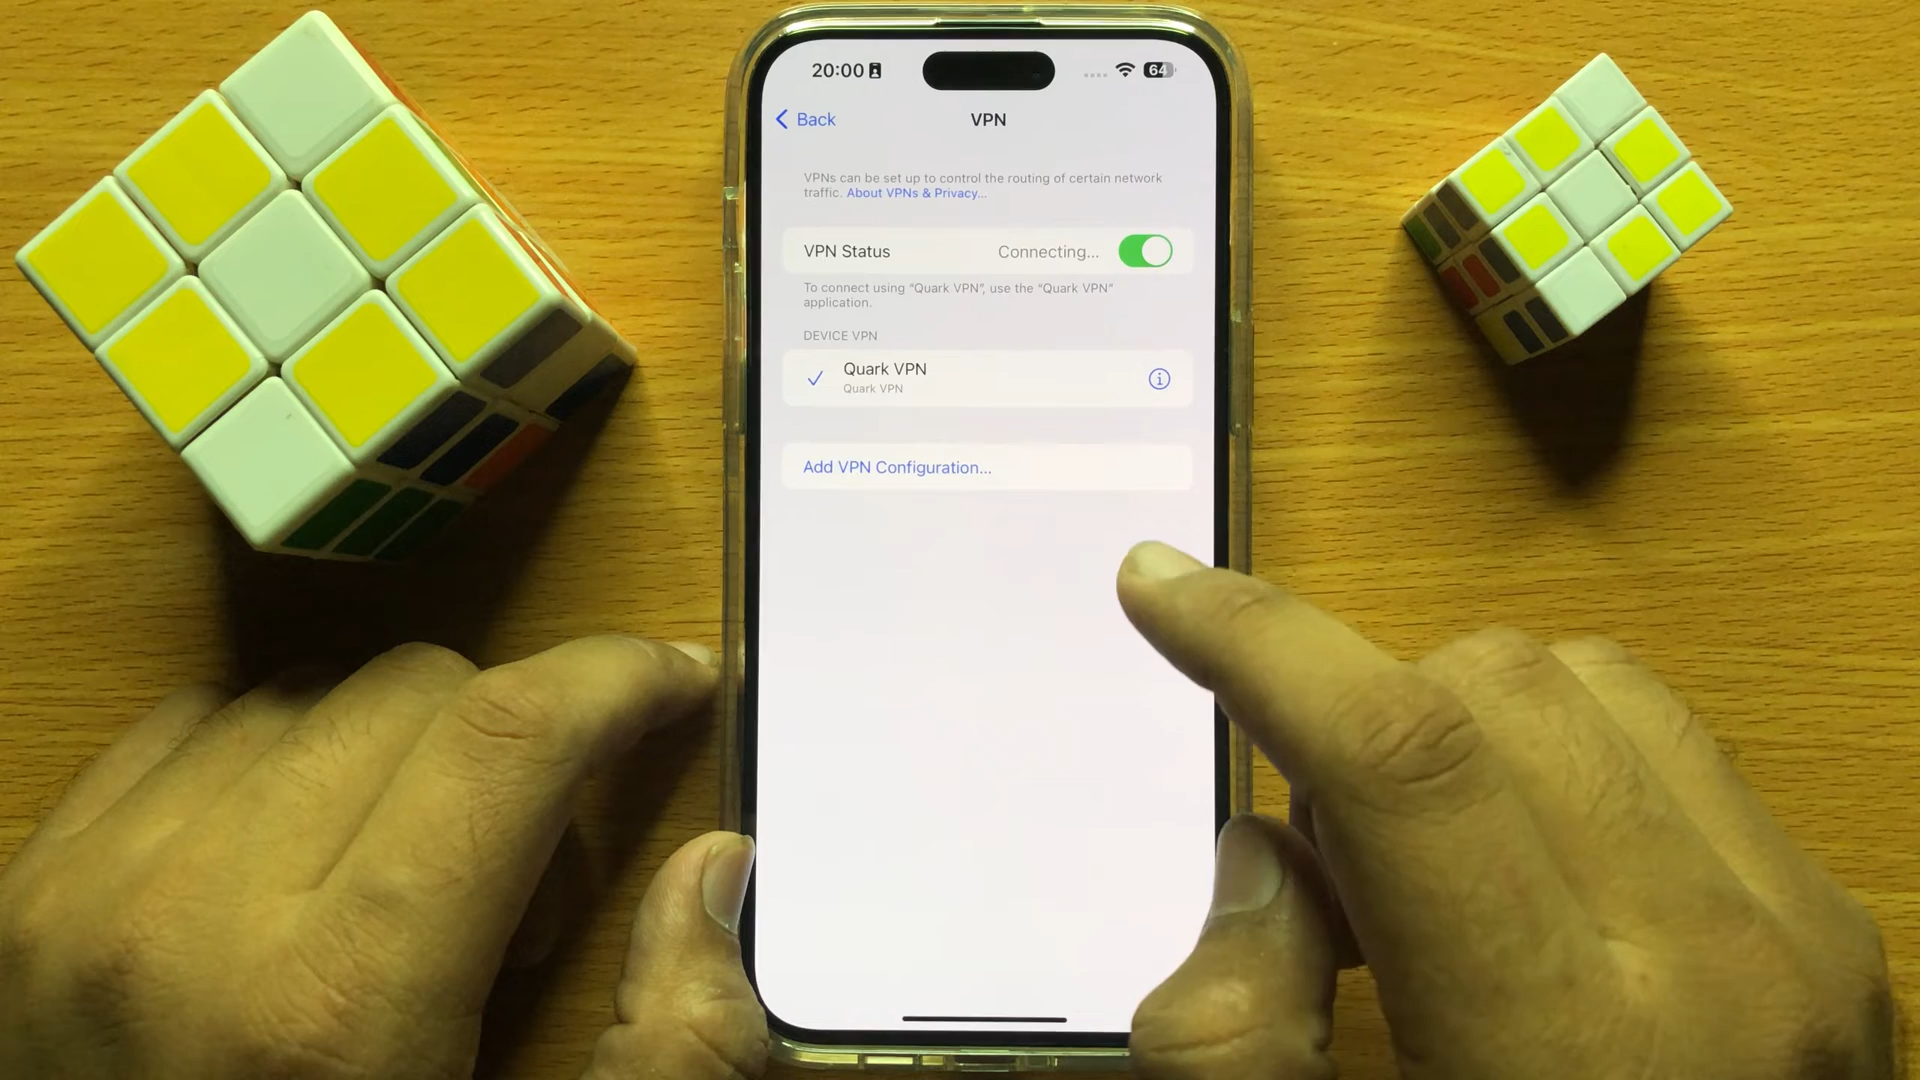 20:00
64
Back
VPN
VPNs can be set up to control the routing of certain network
traffic. About VPNs & Privacy...
VPN Status Connecting...
To connect using “Quark VPN”, use the “Quark VPN”
application.
DEVICE VPN
Quark VPN
Quark VPN
Add VPN Configuration...